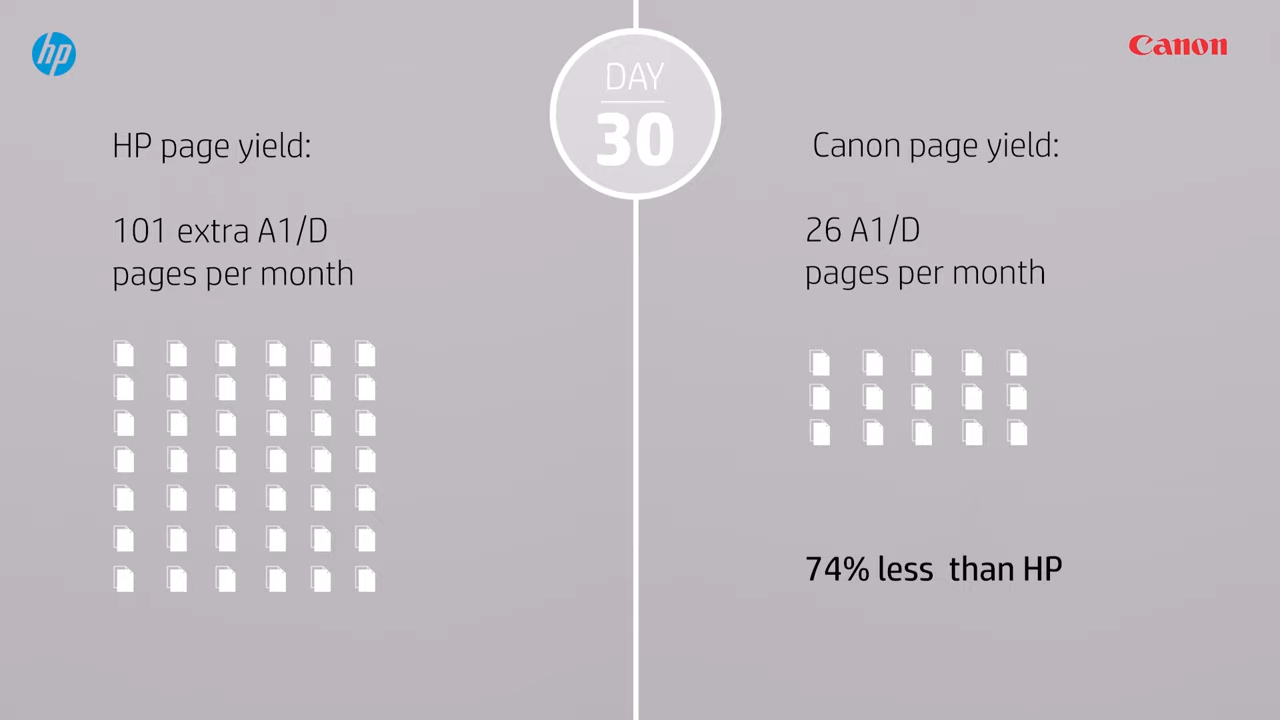 hp
Canon
DAY
30
HP page yield:
101 extra A1/D
pages per month
Canon page yield:
26 A1/D
pages per month
74% less than HP